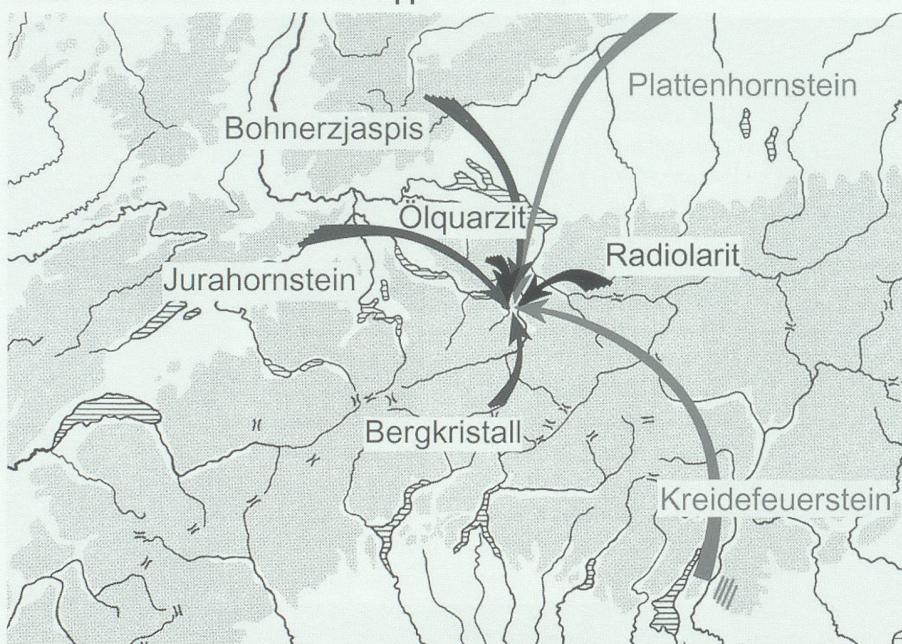 Plattenhornstein
Bohnerzjaspis
Ölquarzit
Radiolarit
Jurahornstein
Bergkristall
Kreidefeuerstein